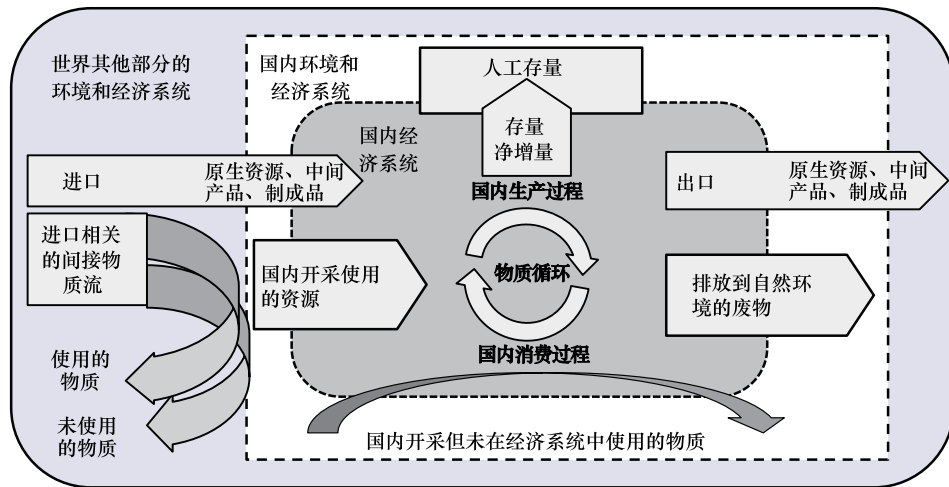 世界其他部分的
环境和经济系统
国内环境和
经济系统
人工存量
存量
净增量
国内经
济系统
进口
原生资源、中间
产品、制成品
国内生产过程
出口
原生资源、中间
产品、制成品
进口相关
的间接物
质流
国内开采使用
的资源
物质循环
排放到自然环
境的废物
国内消费过程
使用的
物质
未使用
的物质
国内开采但未在经济系统中使用的物质